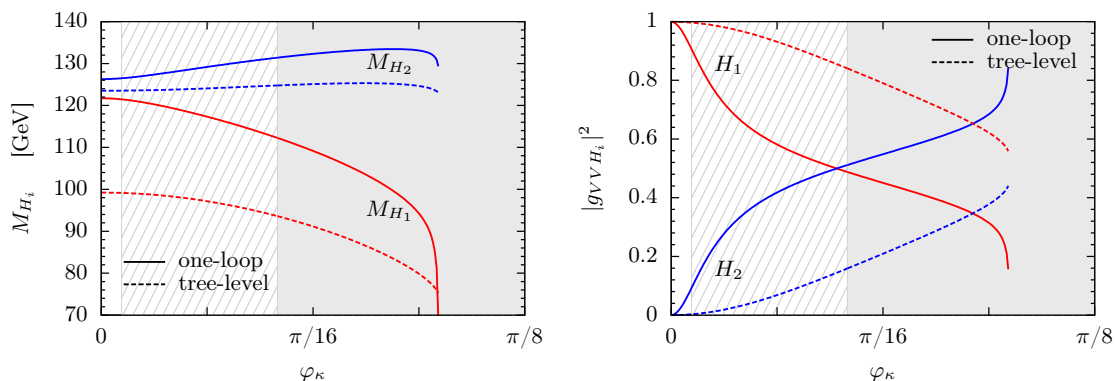 140
130
120
110
100
90
80
70
M_{H_i} [GeV]
M_{H_2}
M_{H_1}
one-loop
tree-level
0
π/16
π/8
φ_κ
1
0.8
0.6
0.4
0.2
0
|g_{VVH_i}|^2
H_1
H_2
one-loop
tree-level
0
π/16
π/8
φ_κ